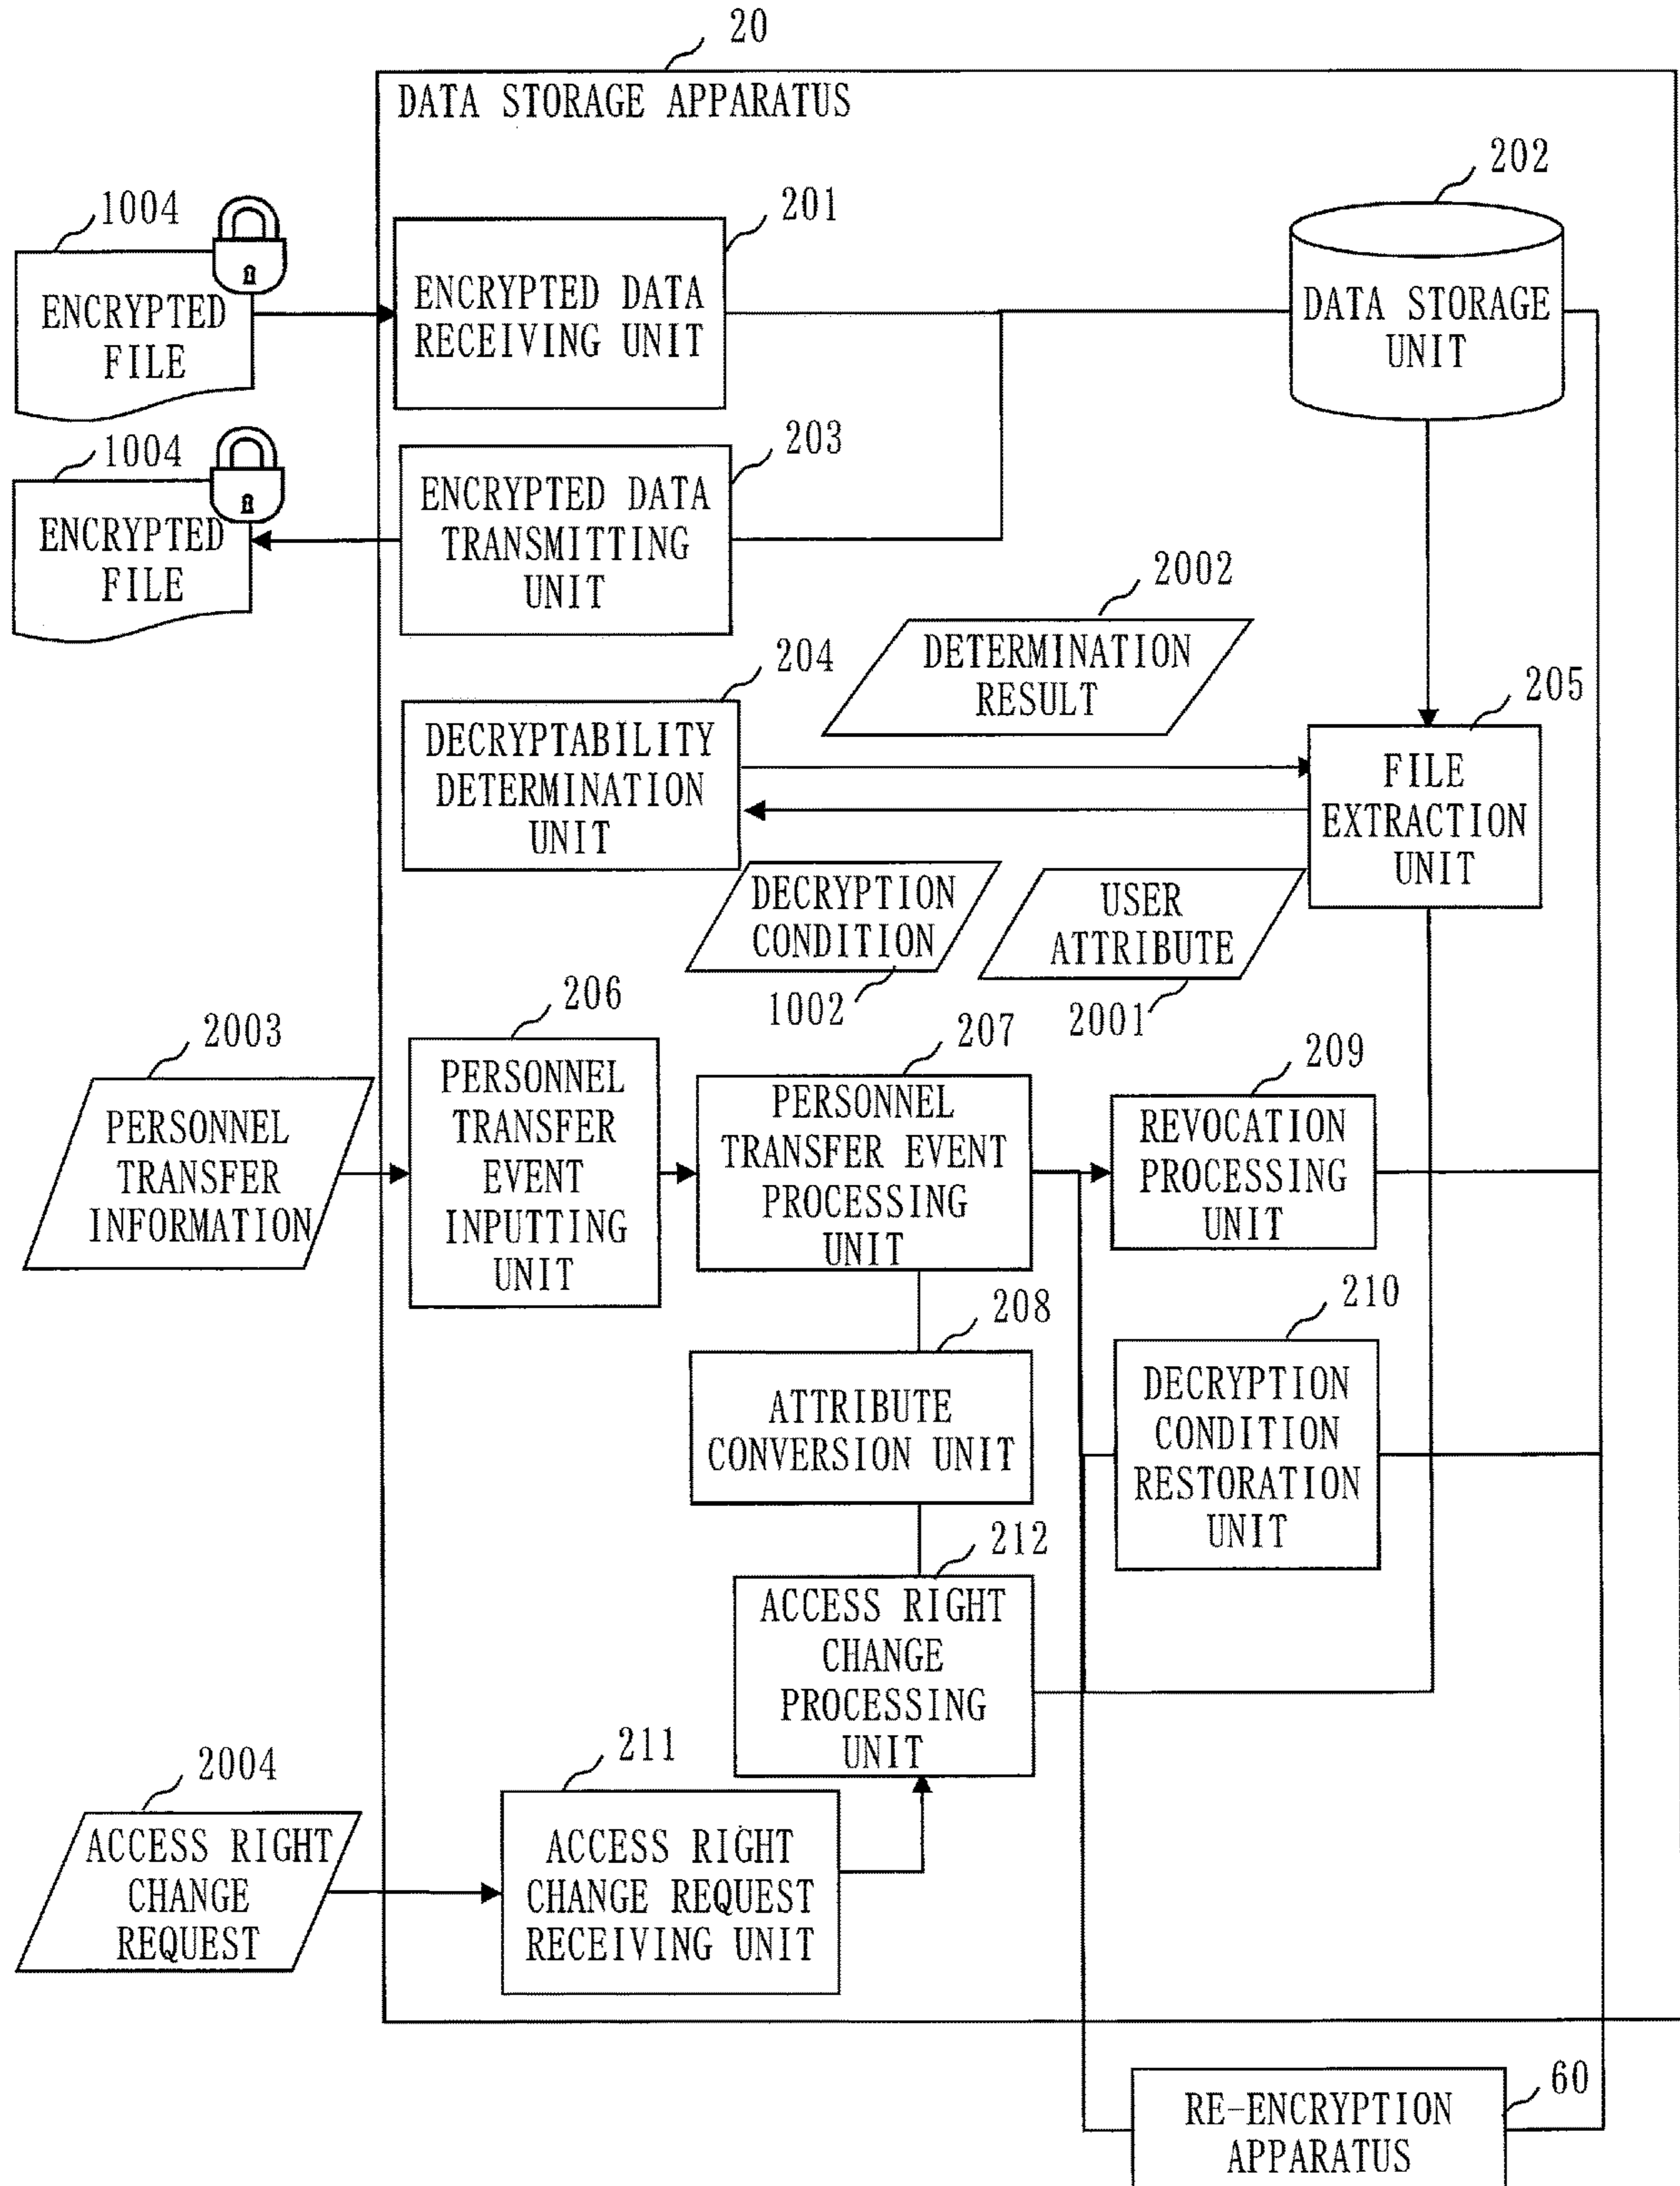 20
DATA STORAGE APPARATUS
202
1004
201
ENCRYPTED
FILE
ENCRYPTED DATA
RECEIVING UNIT
DATA STORAGE
UNIT
1004
203
ENCRYPTED
FILE
ENCRYPTED DATA
TRANSMITTING
UNIT
2002
DETERMINATION
RESULT
204
205
DECRYPTABILITY
DETERMINATION
UNIT
FILE
EXTRACTION
UNIT
DECRYPTION
CONDITION
1002
USER
ATTRIBUTE
2001
2003
206
207
209
PERSONNEL
TRANSFER
INFORMATION
PERSONNEL
TRANSFER
EVENT
INPUTTING
UNIT
PERSONNEL
TRANSFER EVENT
PROCESSING
UNIT
REVOCATION
PROCESSING
UNIT
208
210
ATTRIBUTE
CONVERSION UNIT
DECRYPTION
CONDITION
RESTORATION
UNIT
212
ACCESS RIGHT
CHANGE
PROCESSING
UNIT
2004
211
ACCESS RIGHT
CHANGE
REQUEST
ACCESS RIGHT
CHANGE REQUEST
RECEIVING UNIT
60
RE-ENCRYPTION
APPARATUS